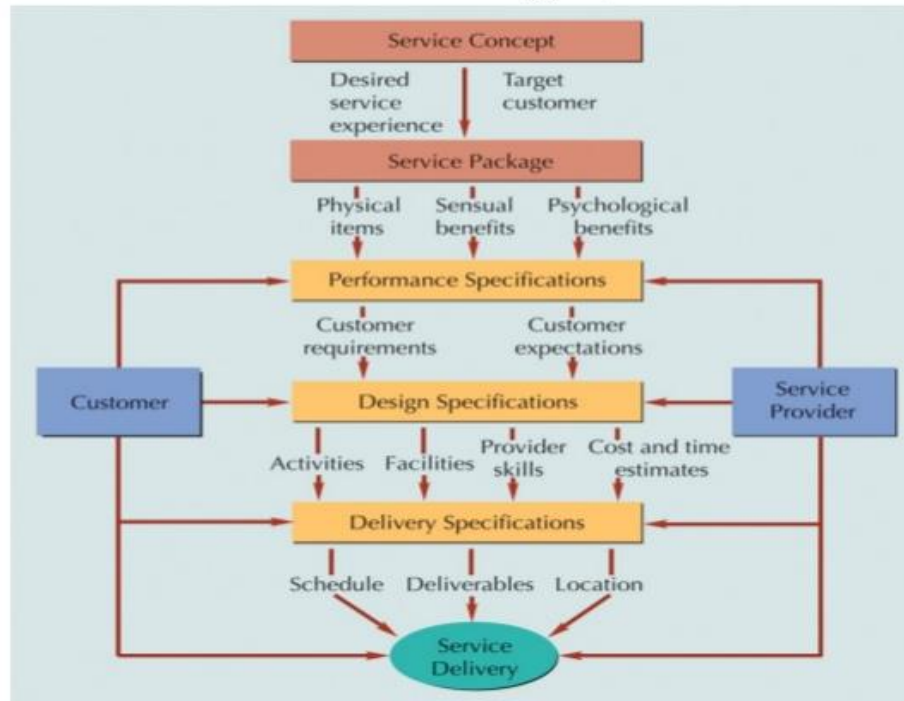 Service Concept
Desired
service
experience
Target
customer
Service Package
Physical
items
Sensual
benefits
Psychological
benefits
Performance Specifications
Customer
requirements
Customer
expectations
Customer
Design Specifications
Service
Provider
Activities
Facilities
Provider
skills
Cost and time
estimates
Delivery Specifications
Schedule
Deliverables
Location
Service
Delivery